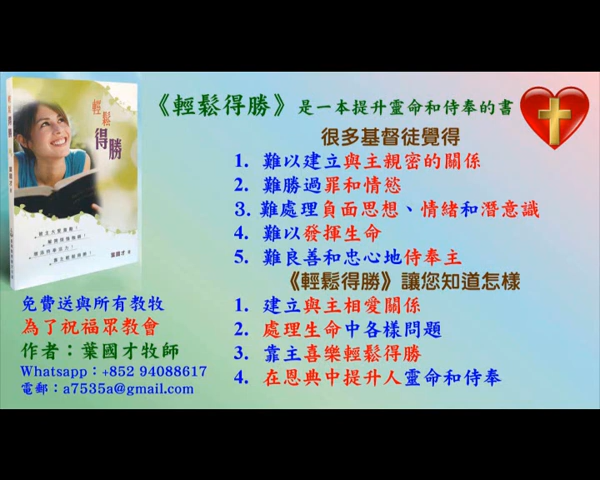 《輕鬆得勝》是一本提升靈命和侍奉的書
很多基督徒覺得
1. 難以建立與主親密的關係
2. 難勝過罪和情慾
3. 難處理負面思想、情緒和潛意識
4. 難以發揮生命
5. 難良善和忠心地侍奉主
《輕鬆得勝》讓您知道怎樣
1. 建立與主相愛關係
2. 處理生命中各樣問題
3. 靠主喜樂輕鬆得勝
4. 在恩典中提升人靈命和侍奉
輕鬆得勝
葉國才 著
輕鬆得勝
免費送與所有教牧
為了祝福眾教會
作者：葉國才牧師
Whatsapp：+852 94088617
電郵：a7535a@gmail.com